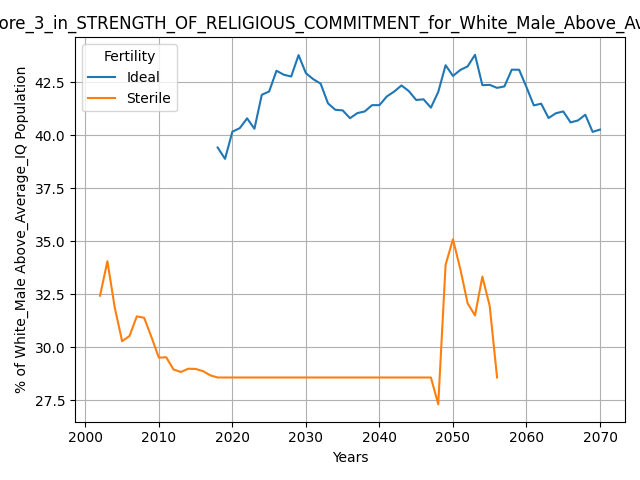 ore_3_in_STRENGTH_OF_RELIGIOUS_COMMITMENT_for_White_Male_Above_Av
Fertility
Ideal
Sterile
% of White_Male Above_Average_IQ Population
42.5
40.0
37.5
35.0
32.5
30.0
27.5
2000 2010 2020 2030 2040 2050 2060 2070
Years